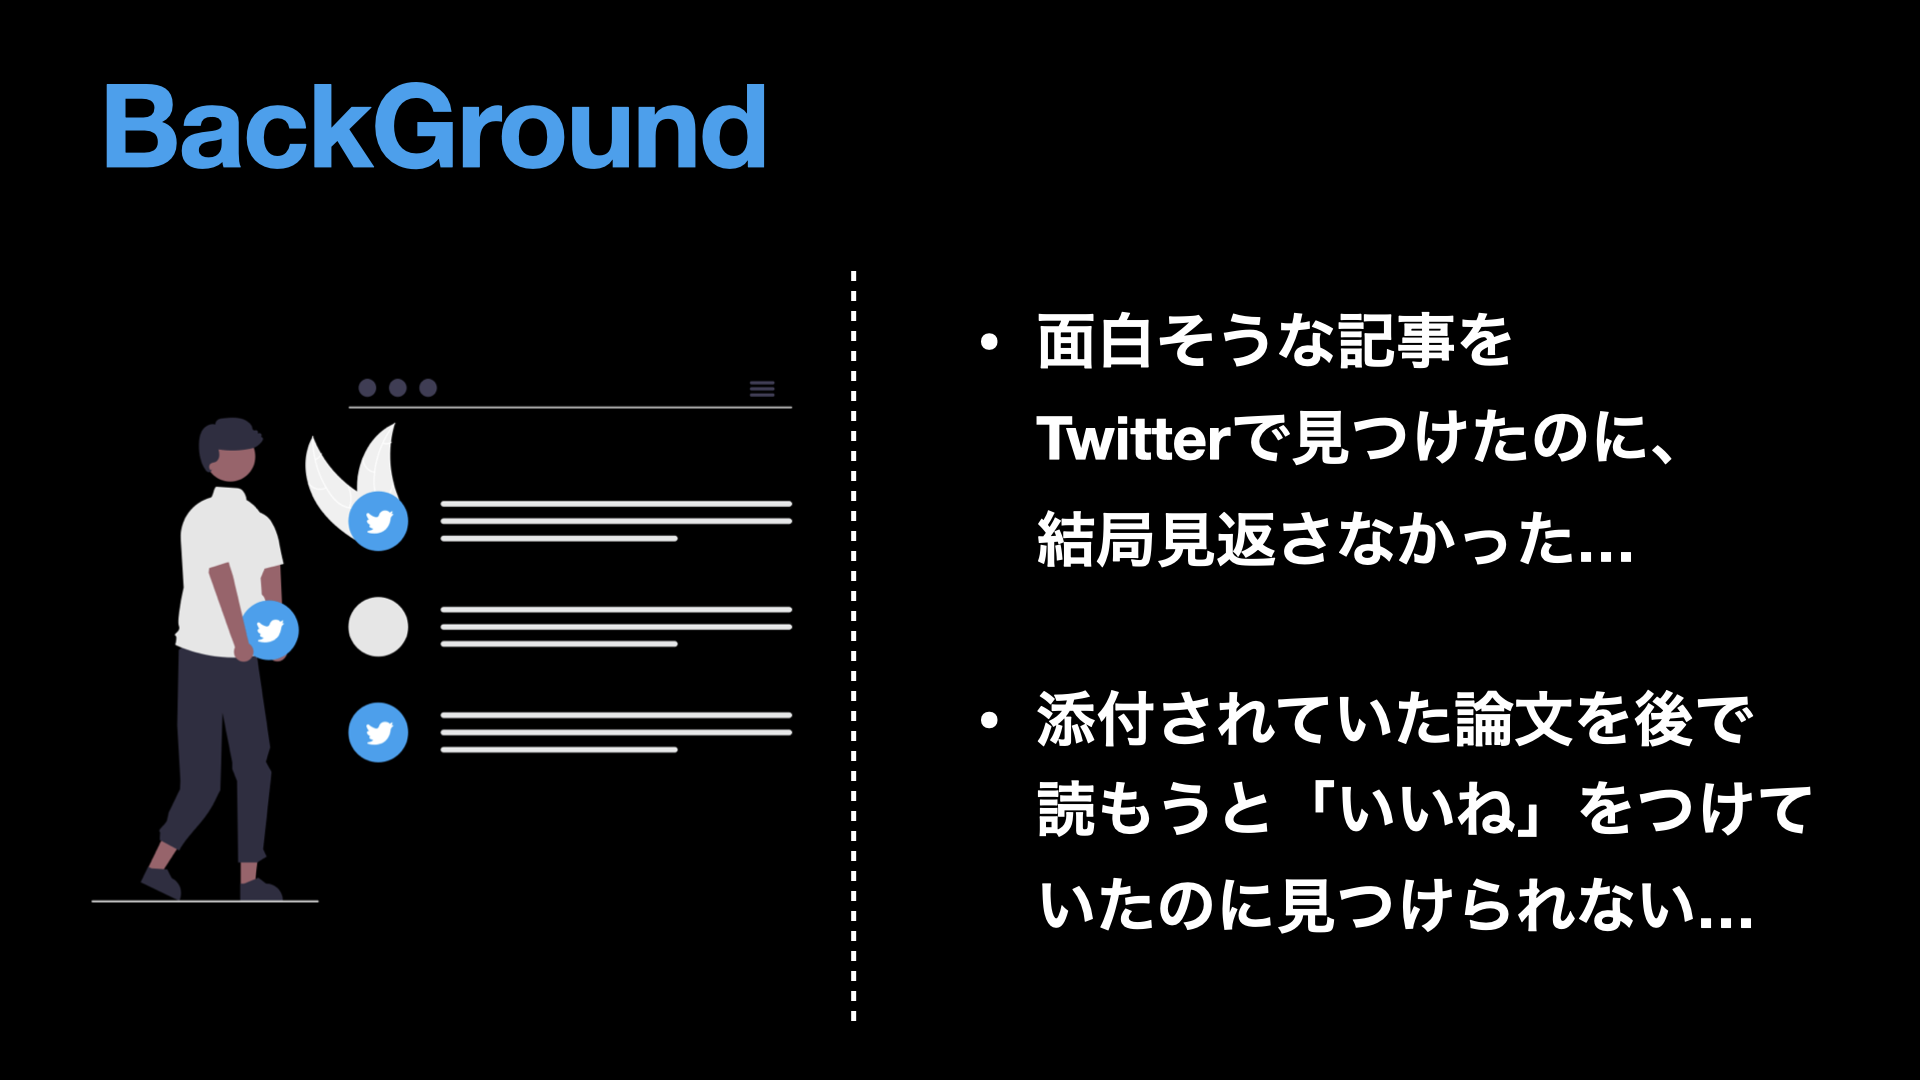 BackGround
• 面白そうな記事を
Twitterで見つけたのに、
結局見返さなかった...
• 添付されていた論文を後で
読もうと「いいね」をつけて
いたのに見つけられない...